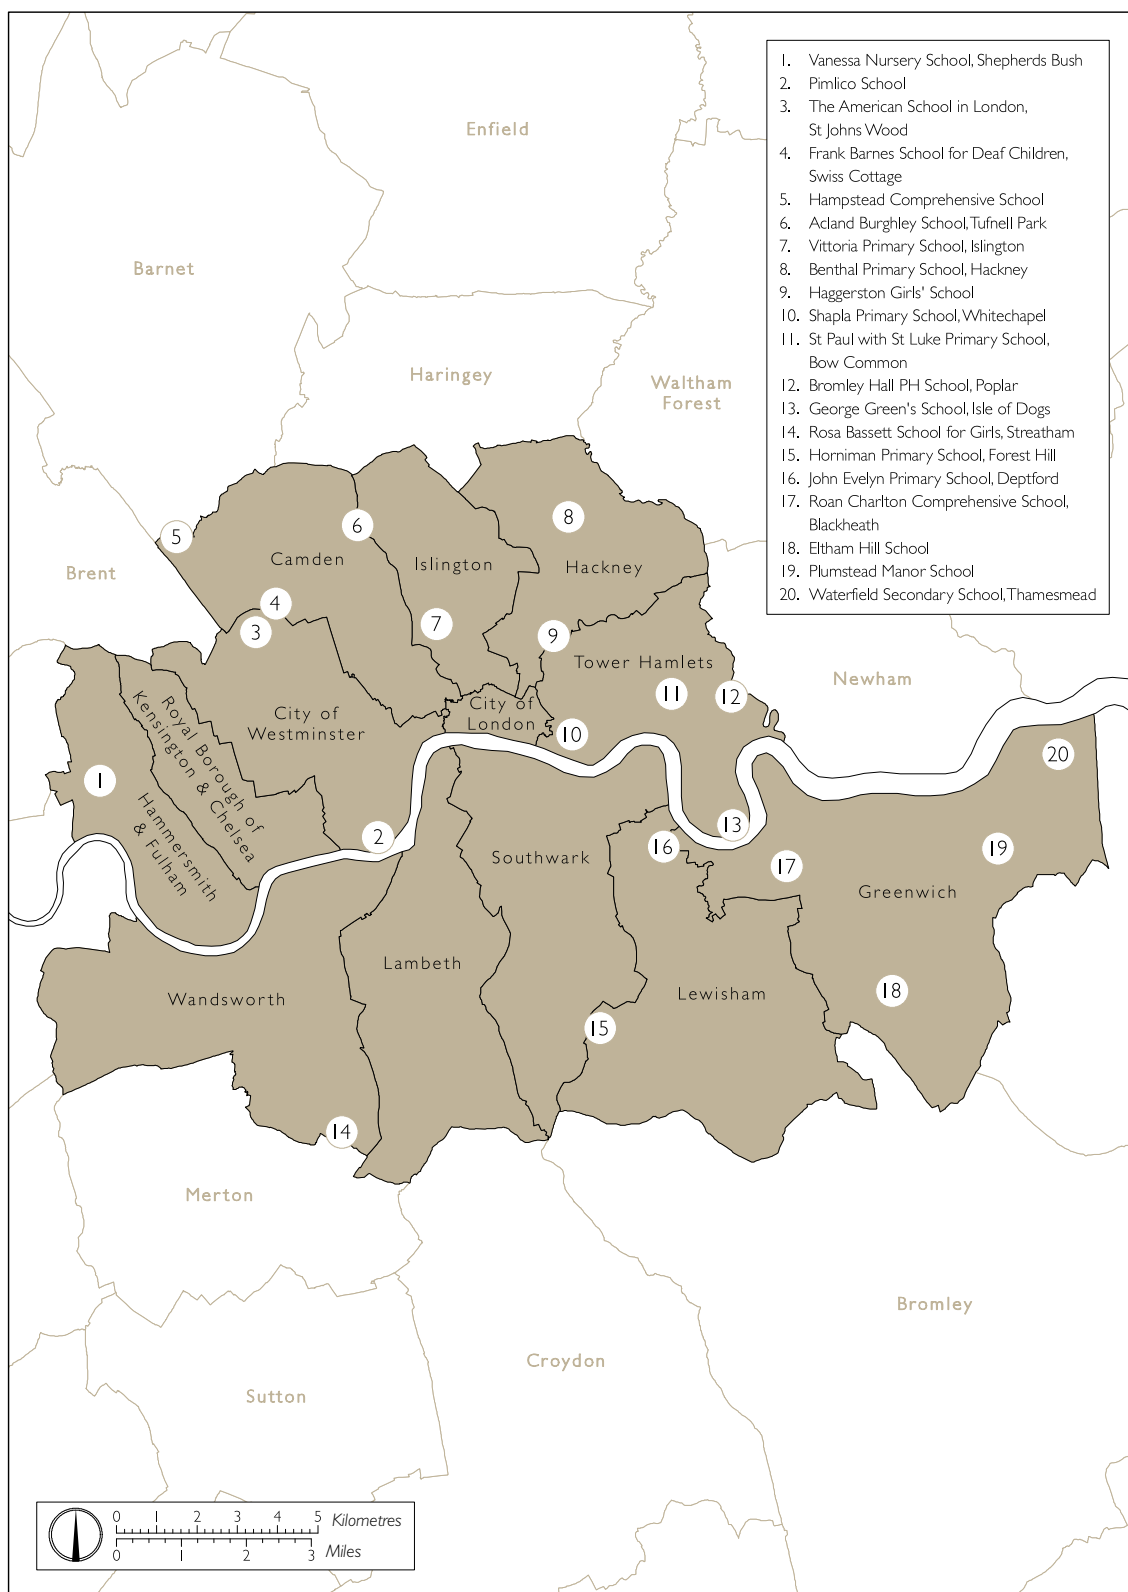 1. Vanessa Nursery School, Shepherds Bush
2. Pimlico School
3. The American School in London,
St Johns Wood
4. Frank Barnes School for Deaf Children,
Swiss Cottage
5. Hampstead Comprehensive School
6. Acland Burghley School, Tufnell Park
7. Vittoria Primary School, Islington
8. Benthal Primary School, Hackney
9. Haggerston Girls' School
10. Shapla Primary School, Whitechapel
11. St Paul with St Luke Primary School,
Bow Common
12. Bromley Hall PH School, Poplar
13. George Green's School, Isle of Dogs
14. Rosa Bassett School for Girls, Streatham
15. Horniman Primary School, Forest Hill
16. John Evelyn Primary School, Deptford
17. Roan Charlton Comprehensive School,
Blackheath
18. Eltham Hill School
19. Plumstead Manor School
20. Waterfield Secondary School, Thamesmead
Enfield
Barnet
Haringey
Waltham
Forest
Brent
5
6
8
Camden
Islington
Hackney
4
3
7
9
Tower Hamlets
Newham
11
12
Royal Borough of
Kensington & Chelsea
City of
Westminster
City of
London
10
20
1
Hammersmith
& Fulham
2
13
16
Southwark
17
19
Greenwich
Lambeth
Wandsworth
Lewisham
18
15
14
Merton
Bromley
Croydon
Sutton
0 1 2 3 4 5 Kilometres
0 1 2 3 Miles